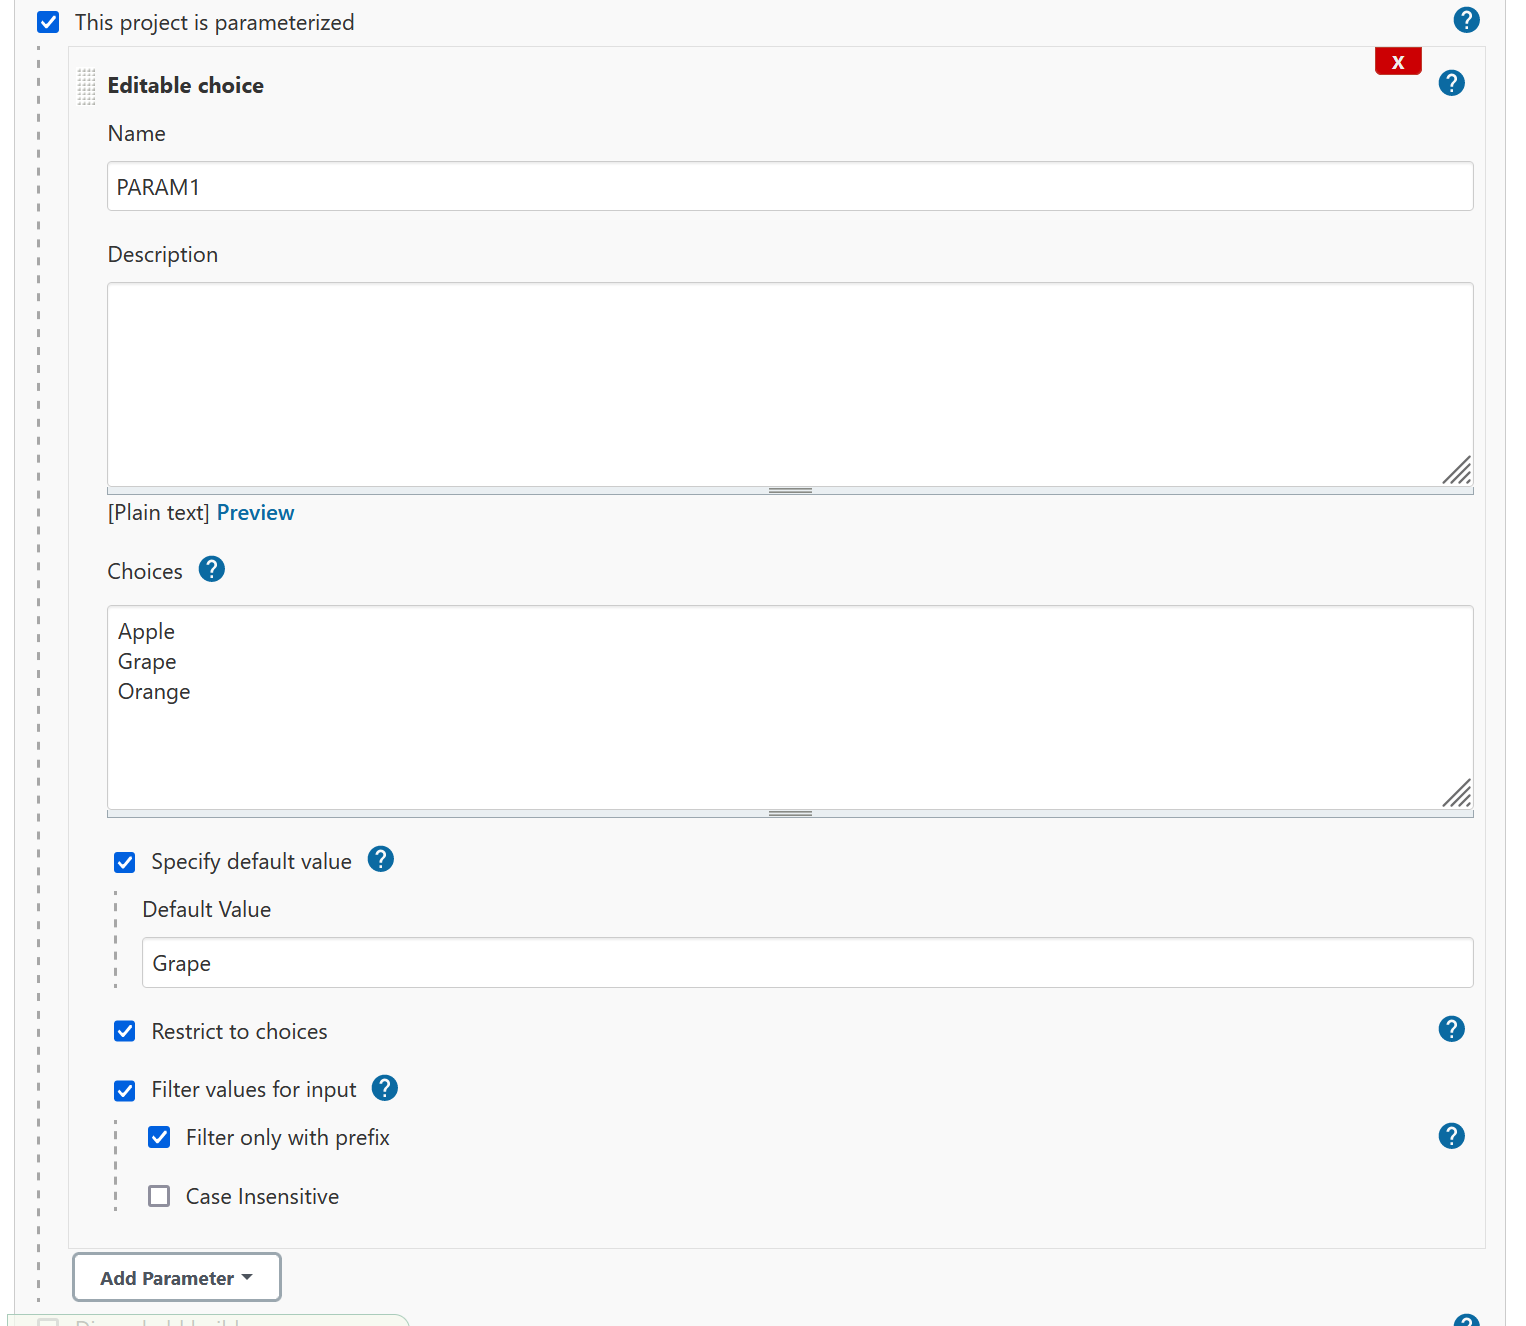 This project is parameterized
?
X
Editable choice
?
Name
PARAM1
Description
[Plain text] Preview
Choices ?
Apple
Grape
Orange
Specify default value ?
Default Value
Grape
Restrict to choices
?
Filter values for input ?
Filter only with prefix
?
Case Insensitive
Add Parameter
?